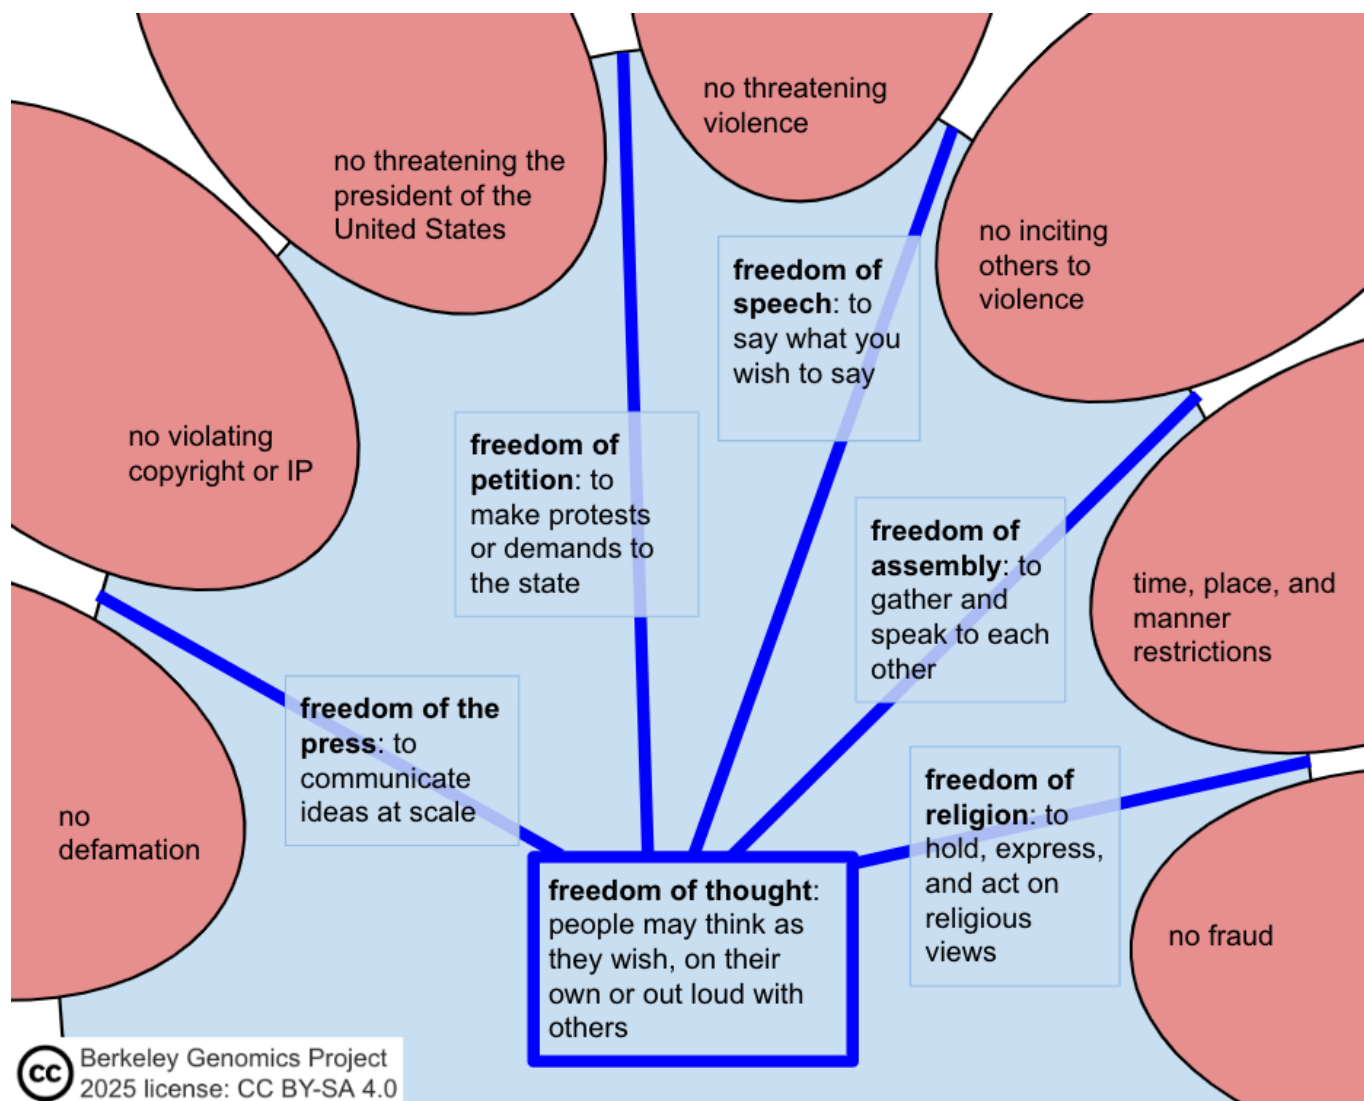 no threatening
violence
no threatening the
president of the
United States
no inciting
others to
violence
freedom of
speech: to
say what you
wish to say
no violating
copyright or IP
freedom of
petition: to
make protests
or demands to
the state
freedom of
assembly: to
gather and
speak to each
other
time, place, and
manner
restrictions
freedom of the
press: to
communicate
ideas at scale
no
defamation
freedom of
religion: to
hold, express,
and act on
religious
views
freedom of thought:
people may think as
they wish, on their
own or out loud with
others
no fraud
cc
Berkeley Genomics Project
2025 license: CC BY-SA 4.0